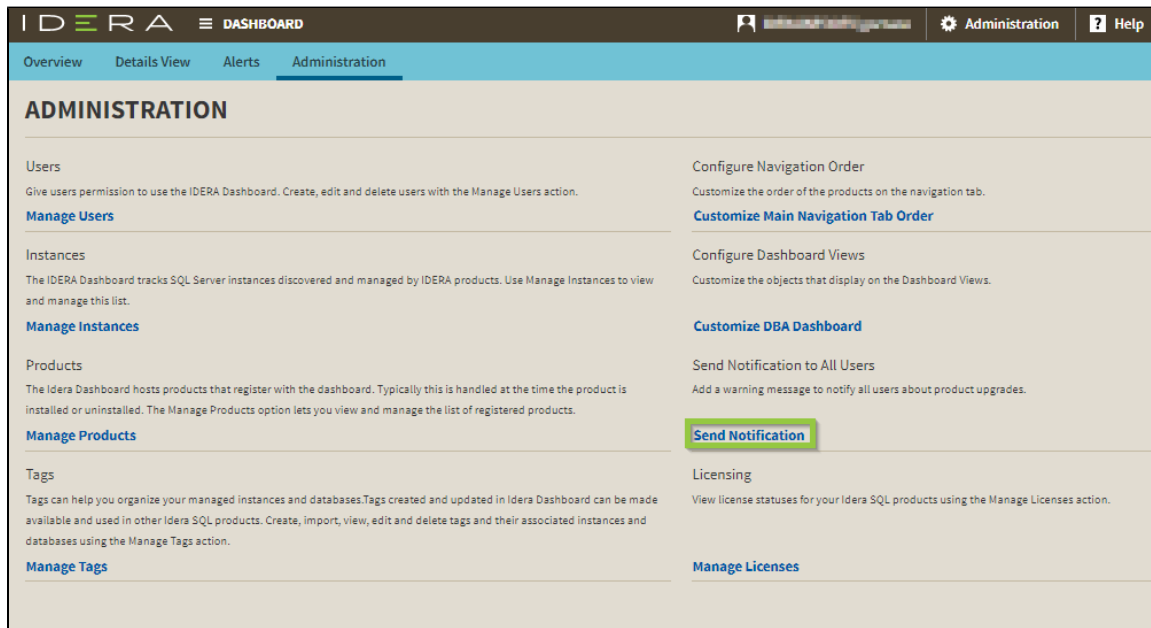 IDERA DASHBOARD Administration ? Help
Overview Details View Alerts Administration
ADMINISTRATION
Users
Give users permission to use the IDERA Dashboard. Create, edit and delete users with the Manage Users action.
Manage Users
Instances
The IDERA Dashboard tracks SQL Server instances discovered and managed by IDERA products. Use Manage Instances to view
and manage this list.
Manage Instances
Products
The Idera Dashboard hosts products that register with the dashboard. Typically this is handled at the time the product is
installed or uninstalled. The Manage Products option lets you view and manage the list of registered products.
Manage Products
Tags
Tags can help you organize your managed instances and databases.Tags created and updated in Idera Dashboard can be made
available and used in other Idera SQL products. Create, import, view, edit and delete tags and their associated instances and
databases using the Manage Tags action.
Manage Tags
Configure Navigation Order
Customize the order of the products on the navigation tab.
Customize Main Navigation Tab Order
Configure Dashboard Views
Customize the objects that display on the Dashboard Views.
Customize DBA Dashboard
Send Notification to All Users
Add a warning message to notify all users about product upgrades.
Send Notification
Licensing
View license statuses for your Idera SQL products using the Manage Licenses action.
Manage Licenses